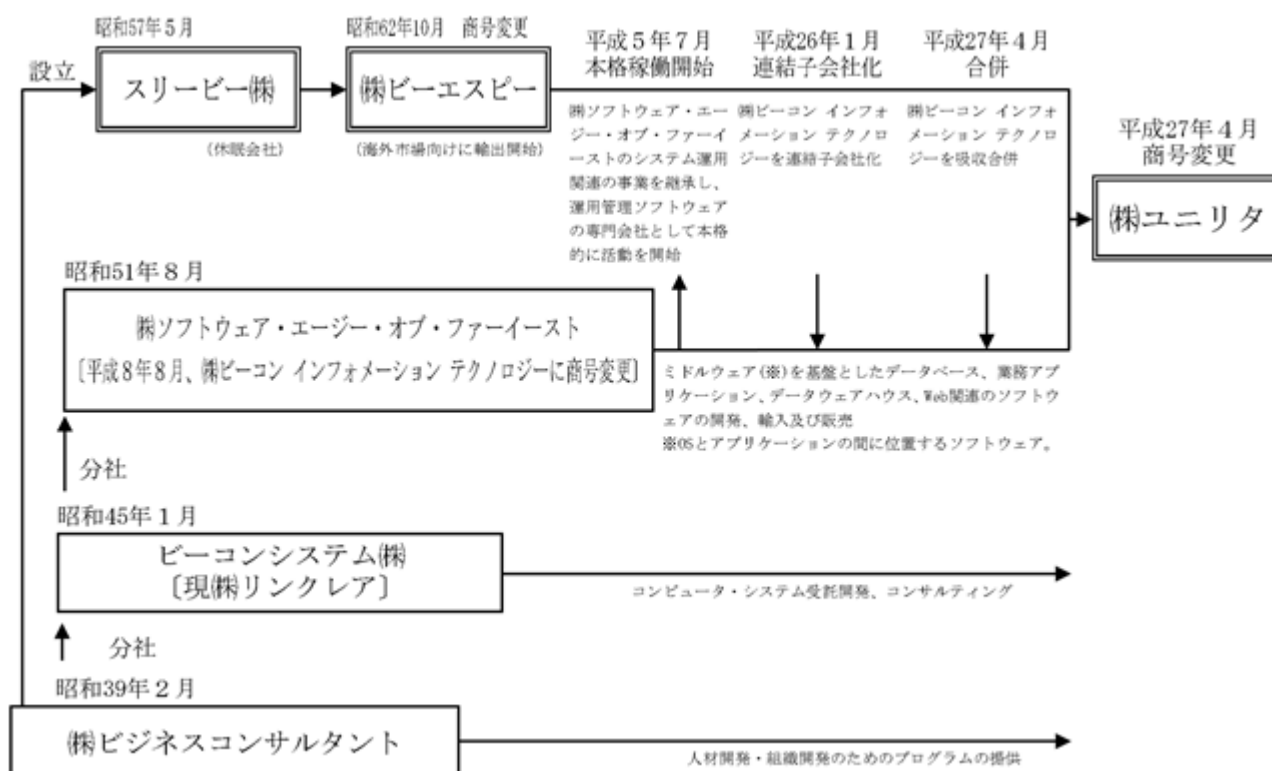 昭和57年5月
スリービー㈱
(休眠会社)
設立
昭和62年10月　商号変更
㈱ビーエスピー
(海外市場向けに輸出開始)
平成５年７月
本格稼働開始
㈱ソフトウェア・エー
ジー・オブ・ファーイ
ーストのシステム運用
関連の事業を継承し、
運用管理ソフトウェア
の専門会社として本格
的に活動を開始
平成26年１月
連結子会社化
㈱ビーコン インフォ
メーション テクノロ
ジーを連結子会社化
平成27年４月
合併
㈱ビーコン インフォ
メーション テクノロ
ジーを吸収合併
平成27年４月
商号変更
㈱ユニリタ
昭和51年８月
㈱ソフトウェア・エージー・オブ・ファーイースト
〔平成8年8月、㈱ビーコン インフォメーション テクノロジーに商号変更〕
ミドルウェア(※)を基盤としたデータベース、業務アプ
リケーション、データウェアハウス、Web関連のソフトウ
ェアの開発、輸入及び販売
※OSとアプリケーションの間に位置するソフトウェア。
分社
昭和45年１月
ビーコンシステム㈱
〔現㈱リンクレア〕
コンピュータ・システム受託開発、コンサルティング
分社
昭和39年２月
㈱ビジネスコンサルタント
人材開発・組織開発のためのプログラムの提供